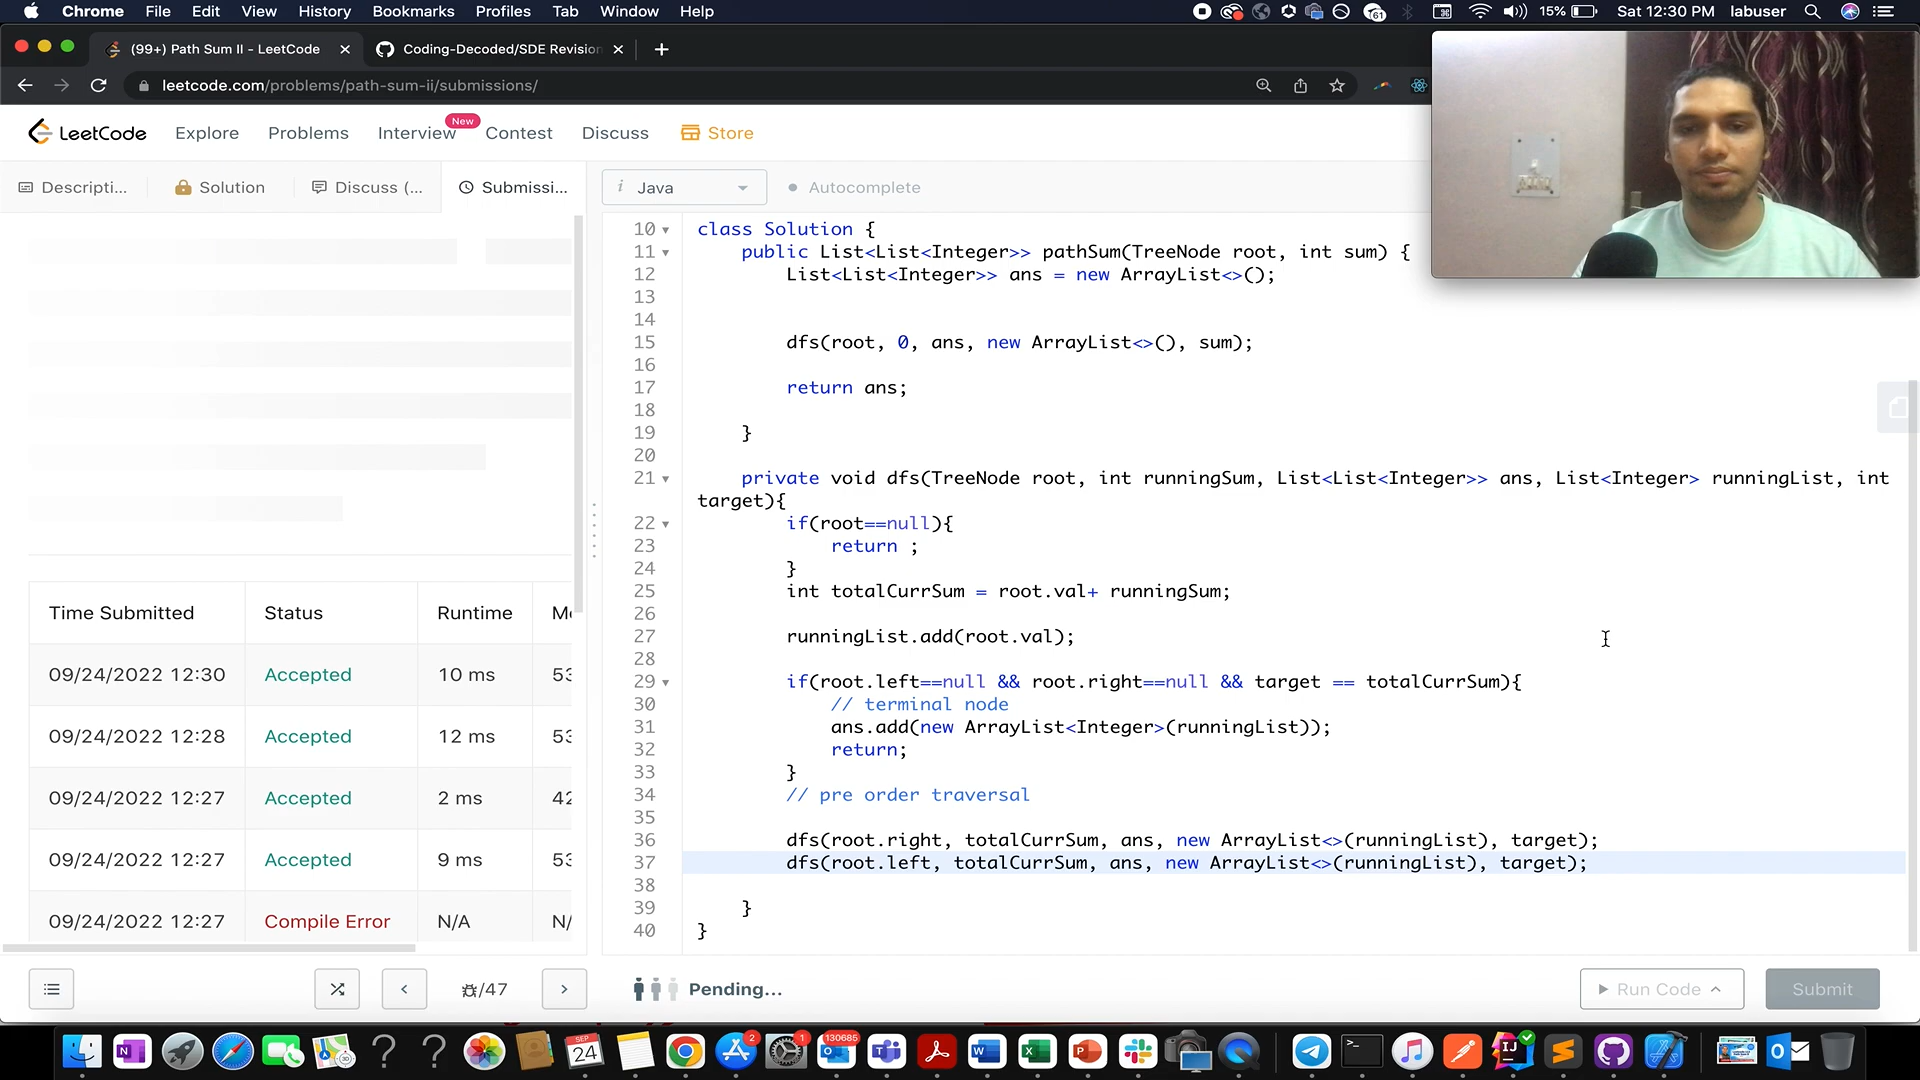 Chrome File Edit View History Bookmarks Profiles Tab Window Help 61 15% Sat 12:30 PM labuser
(99+) Path Sum II - LeetCode Coding-Decoded/SDE Revision
leetcode.com/problems/path-sum-ii/submissions/
LeetCode Explore Problems Interview New Contest Discuss Store
Descripti... Solution Discuss (... Submissi... i Java Autocomplete
10 class Solution {
11 public List<List<Integer>> pathSum(TreeNode root, int sum) {
12 List<List<Integer>> ans = new ArrayList<>();
13
14
15 dfs(root, 0, ans, new ArrayList<>(), sum);
16
17 return ans;
18
19 }
20
21 private void dfs(TreeNode root, int runningSum, List<List<Integer>> ans, List<Integer> runningList, int
target){
22 if(root==null){
23 return ;
24 }
25 int totalCurrSum = root.val+ runningSum;
26
27 runningList.add(root.val);
28
29 if(root.left==null && root.right==null && target == totalCurrSum){
30 // terminal node
31 ans.add(new ArrayList<Integer>(runningList));
32 return;
33 }
34 // pre order traversal
35
36 dfs(root.right, totalCurrSum, ans, new ArrayList<>(runningList), target);
37 dfs(root.left, totalCurrSum, ans, new ArrayList<>(runningList), target);
38
39 }
40 }
Time Submitted Status Runtime
09/24/2022 12:30 Accepted 10 ms 53
09/24/2022 12:28 Accepted 12 ms 53
09/24/2022 12:27 Accepted 2 ms 42
09/24/2022 12:27 Accepted 9 ms 53
09/24/2022 12:27 Compile Error N/A N/
/47 Pending... Run Code Submit
SEP 24 2 1 130685